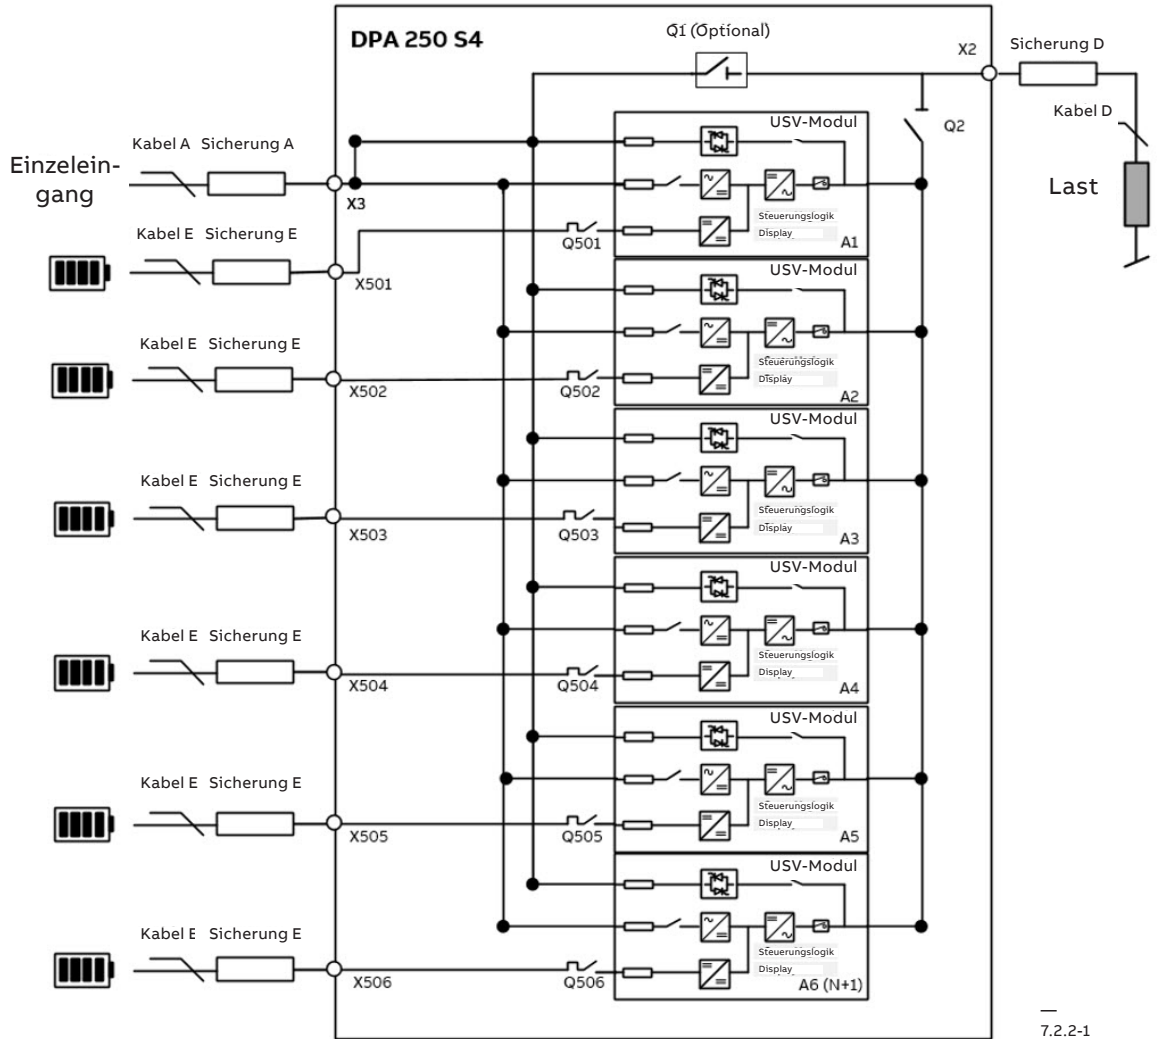 DPA 250 S4
Q1 (Optional)
X2
Sicherung D
Kabel D
Q2
Last
Einzelein-
gang
Kabel A Sicherung A
X3
USV-Modul
Steuerungslogik
Display
A1
Kabel E Sicherung E
X501
Q501
USV-Modul
Steuerungslogik
Display
A2
Kabel E Sicherung E
X502
Q502
USV-Modul
Steuerungslogik
Display
A3
Kabel E Sicherung E
X503
Q503
USV-Modul
Steuerungslogik
Display
A4
Kabel E Sicherung E
X504
Q504
USV-Modul
Steuerungslogik
Display
A5
Kabel E Sicherung E
X505
Q505
USV-Modul
Steuerungslogik
Display
A6 (N+1)
Kabel E Sicherung E
X506
Q506
7.2.2-1